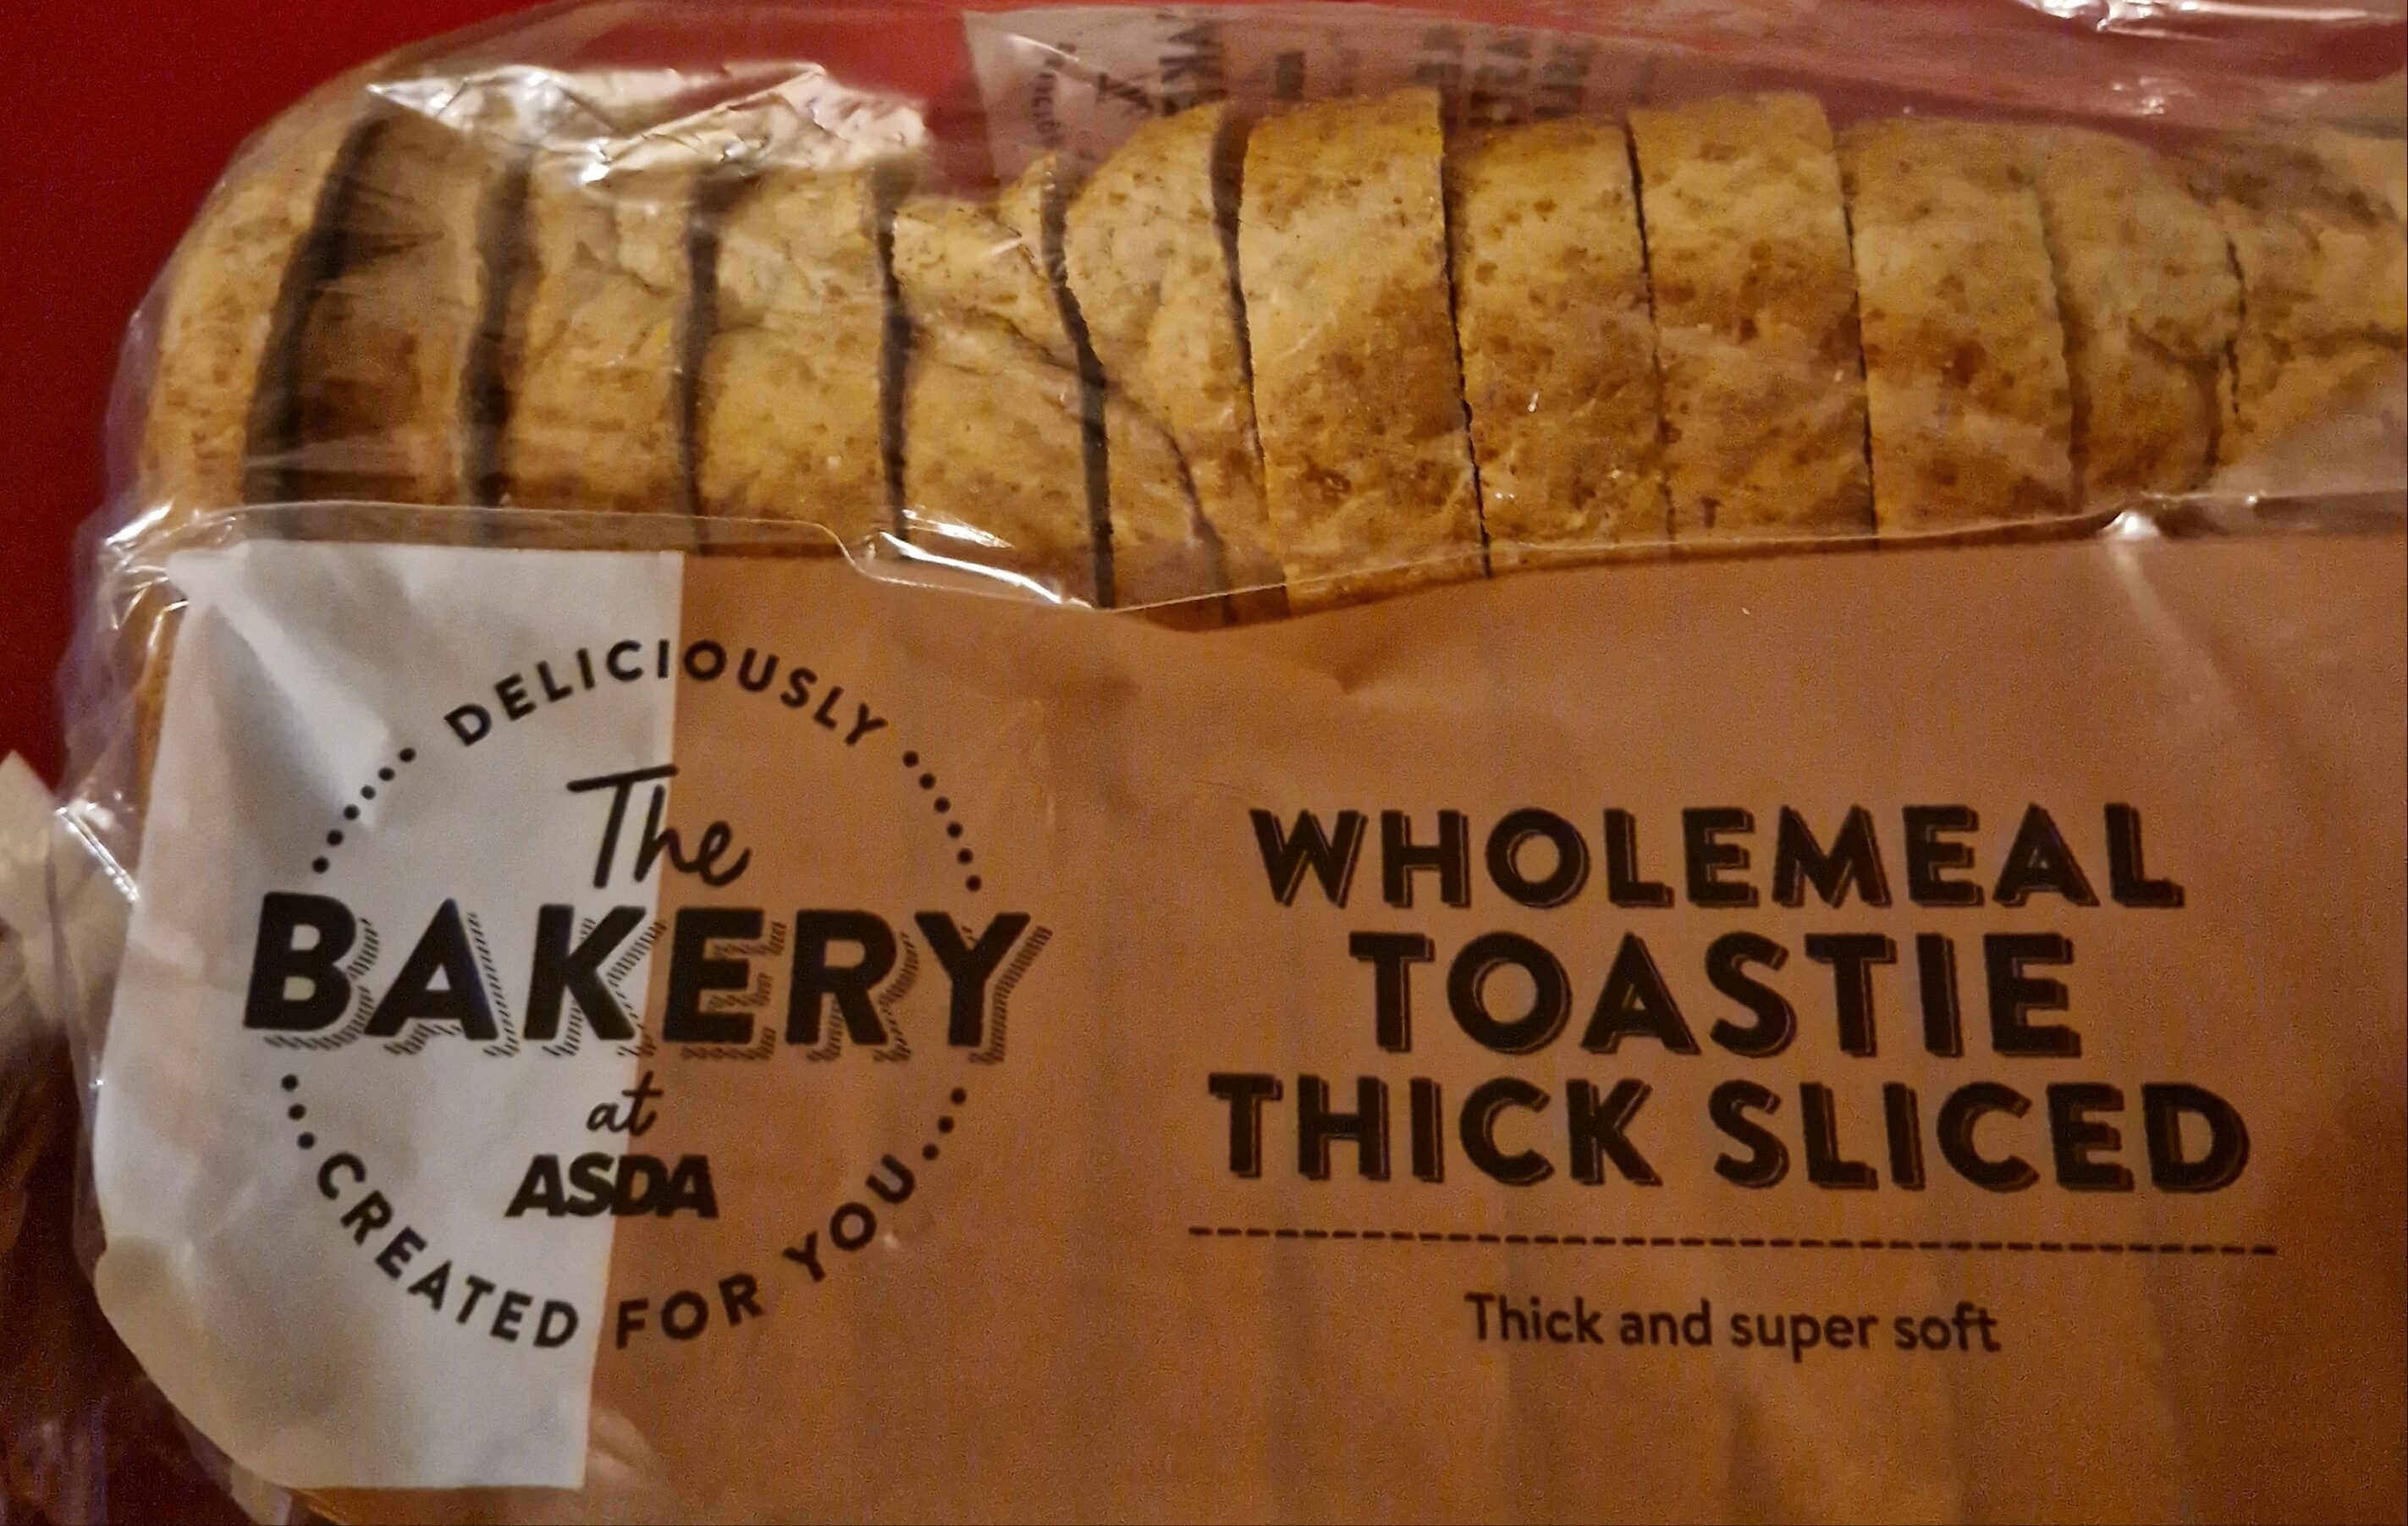 DELICIOUSLY
The
BAKERY
at
ASDA
CREATED FOR YOU
WHOLEMEAL
TOASTIE
THICK SLICED
Thick and super soft